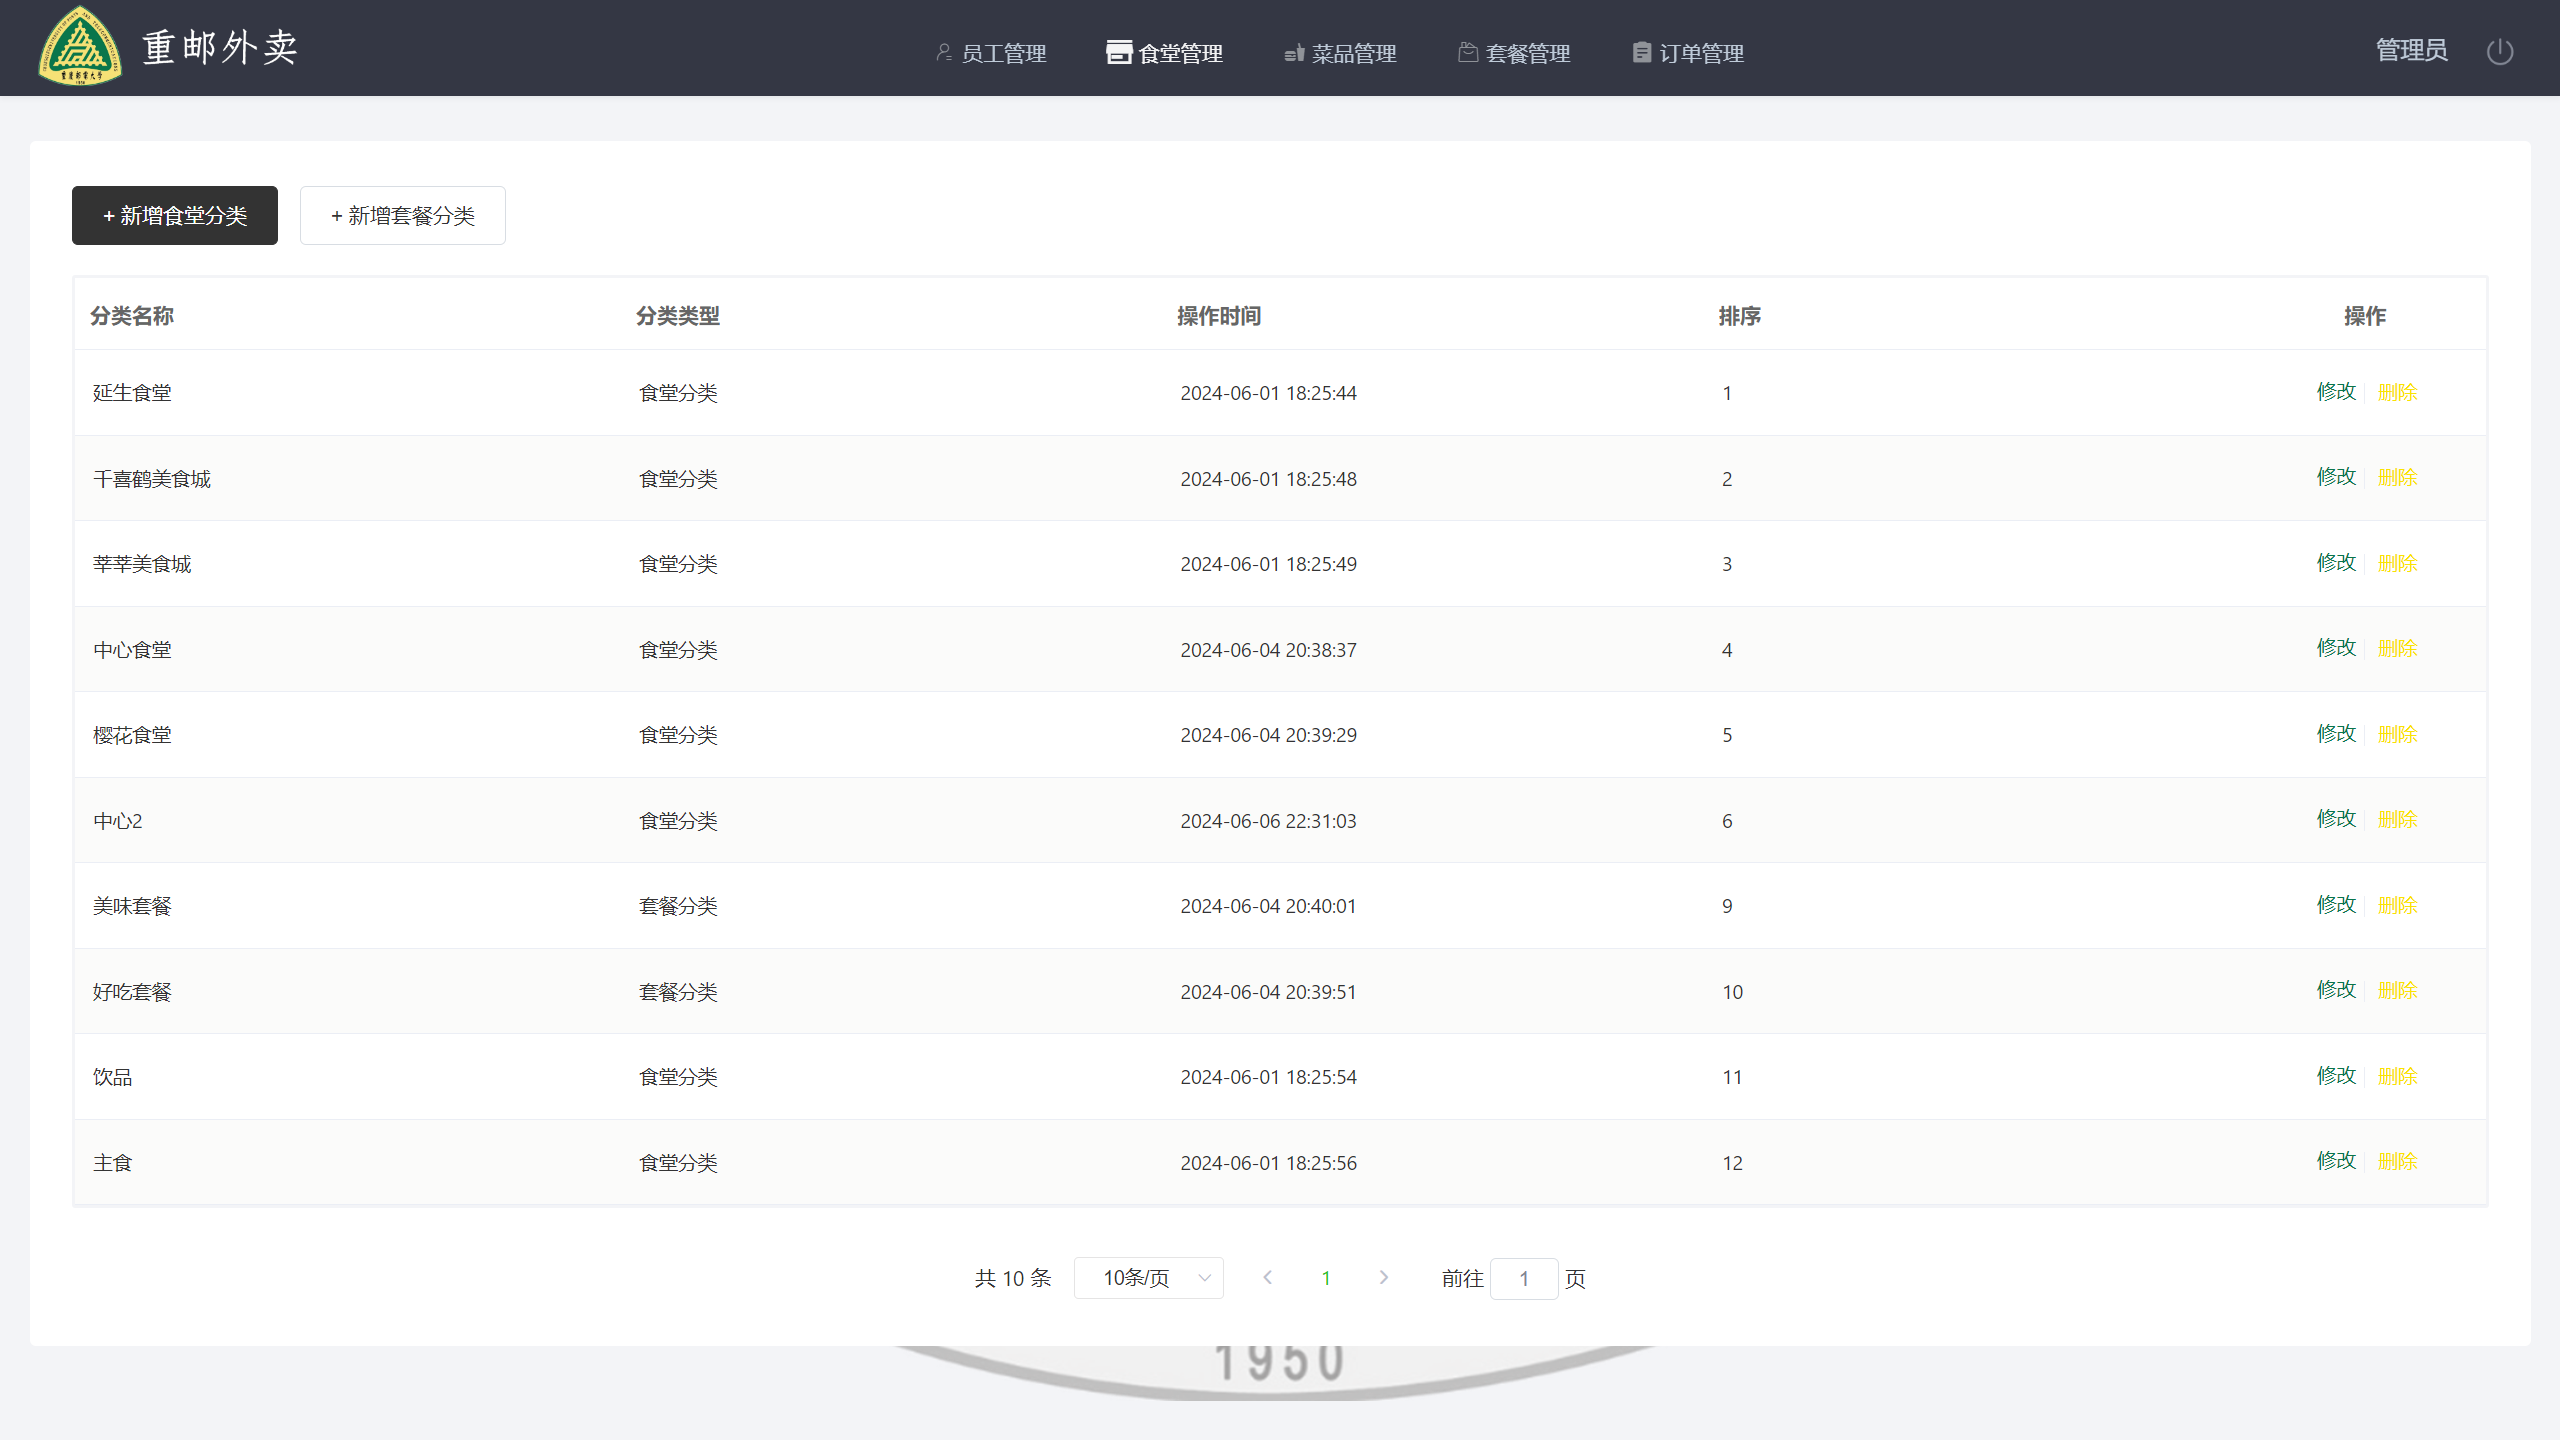 重邮外卖
员工管理 食堂管理 菜品管理 套餐管理 订单管理 管理员
+ 新增食堂分类 + 新增套餐分类
分类名称 分类类型 操作时间 排序 操作
延生食堂 食堂分类 2024-06-01 18:25:44 1 修改 删除
千喜鹤美食城 食堂分类 2024-06-01 18:25:48 2 修改 删除
莘莘美食城 食堂分类 2024-06-01 18:25:49 3 修改 删除
中心食堂 食堂分类 2024-06-04 20:38:37 4 修改 删除
樱花食堂 食堂分类 2024-06-04 20:39:29 5 修改 删除
中心2 食堂分类 2024-06-06 22:31:03 6 修改 删除
美味套餐 套餐分类 2024-06-04 20:40:01 9 修改 删除
好吃套餐 套餐分类 2024-06-04 20:39:51 10 修改 删除
饮品 食堂分类 2024-06-01 18:25:54 11 修改 删除
主食 食堂分类 2024-06-01 18:25:56 12 修改 删除
共 10 条 10条/页 1 前往 1 页
1950